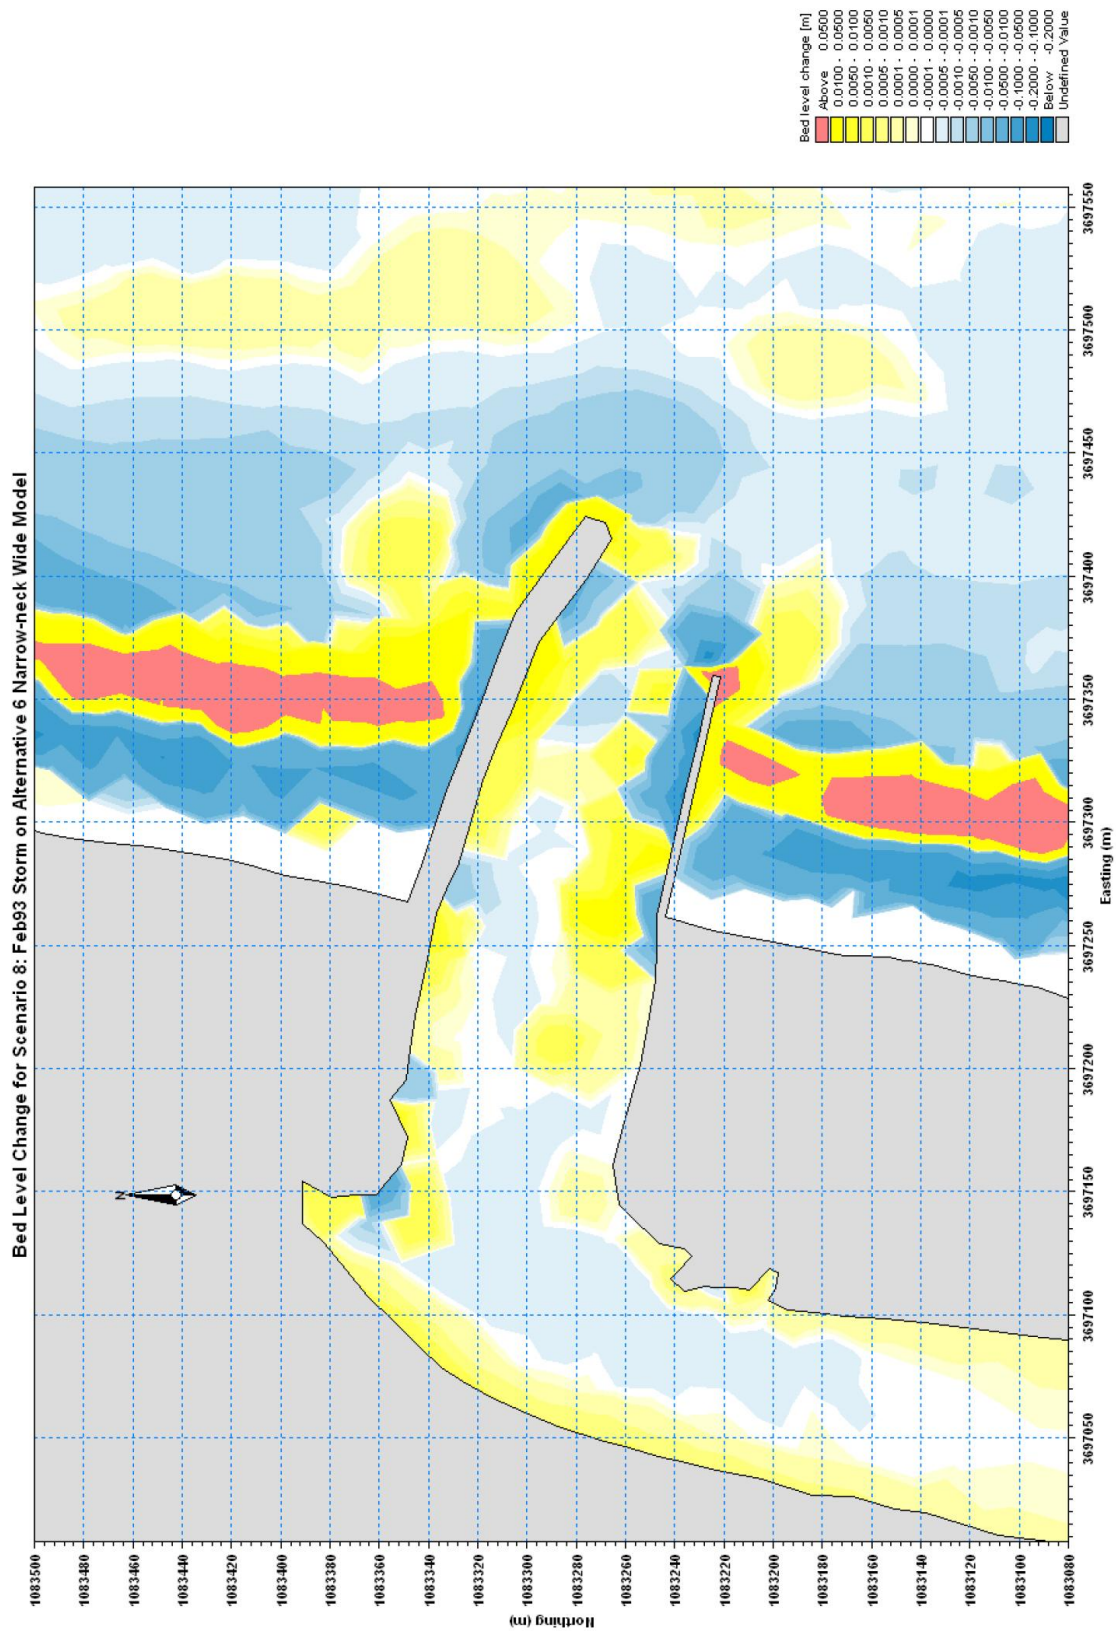 Bed Level Change for Scenario 8: Feb93 Storm on Alternative 6 Narrow-neck Wide Model
N
Northing (m)
1083500
1083480
1083460
1083440
1083420
1083400
1083380
1083360
1083340
1083320
1083300
1083280
1083260
1083240
1083220
1083200
1083180
1083160
1083140
1083120
1083100
1083080
3697050
3697100
3697150
3697200
3697250
3697300
3697350
3697400
3697450
3697500
3697550
Easting (m)
Bed level change [m]
Above 0.0500
0.0100 - 0.0500
0.0050 - 0.0100
0.0010 - 0.0050
0.0005 - 0.0010
0.0001 - 0.0005
0.0000 - 0.0001
-0.0001 - 0.0000
-0.0005 - -0.0001
-0.0010 - -0.0005
-0.0050 - -0.0010
-0.0100 - -0.0050
-0.0500 - -0.0100
-0.1000 - -0.0500
-0.2000 - -0.1000
Below -0.2000
Undefined Value